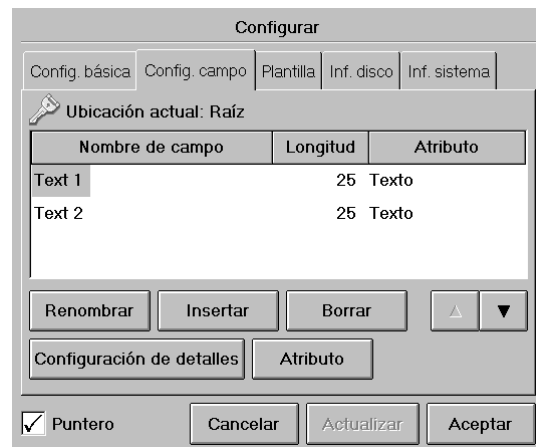 Configurar
Config. básica Config. campo Plantilla Inf. disco Inf. sistema
Ubicación actual: Raíz
Nombre de campo Longitud Atributo
Text 1 25 Texto
Text 2 25 Texto
Renombrar Insertar Borrar
Configuración de detalles Atributo
Puntero Cancelar Actualizar Aceptar